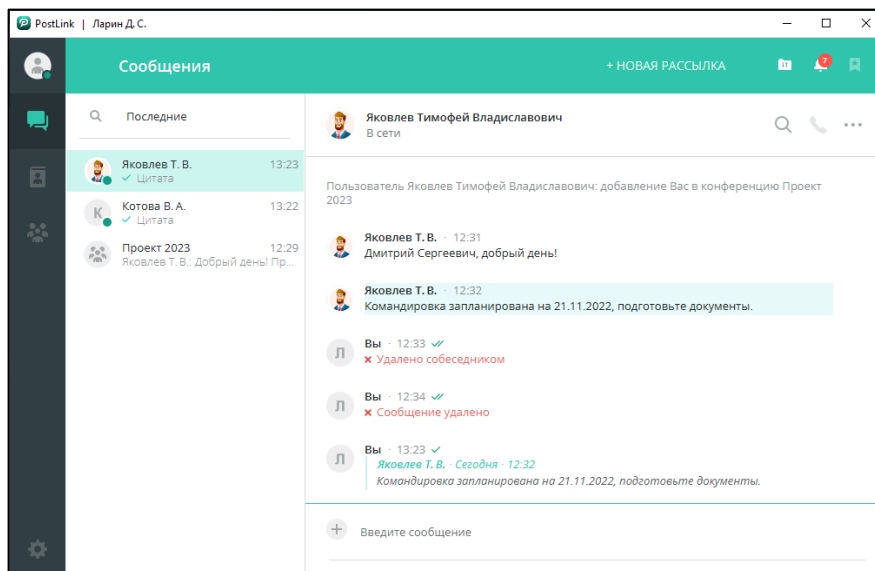 PostLink | Ларин Д. С.
Сообщения
+ НОВАЯ РАССЫЛКА
7
Последние
Яковлев Т. В. 13:23
Цитата
К
Котова В. А. 13:22
Цитата
Проект 2023 12:29
Яковлев Т. В.: Добрый день! Пр...
Яковлев Тимофей Владиславович
В сети
Пользователь Яковлев Тимофей Владиславович: добавление Вас в конференцию Проект
2023
Яковлев Т. В. · 12:31
Дмитрий Сергеевич, добрый день!
Яковлев Т. В. · 12:32
Командировка запланирована на 21.11.2022, подготовьте документы.
Л
Вы · 12:33
Удалено собеседником
Л
Вы · 12:34
Сообщение удалено
Л
Вы · 13:23
Яковлев Т. В. · Сегодня · 12:32
Командировка запланирована на 21.11.2022, подготовьте документы.
Введите сообщение